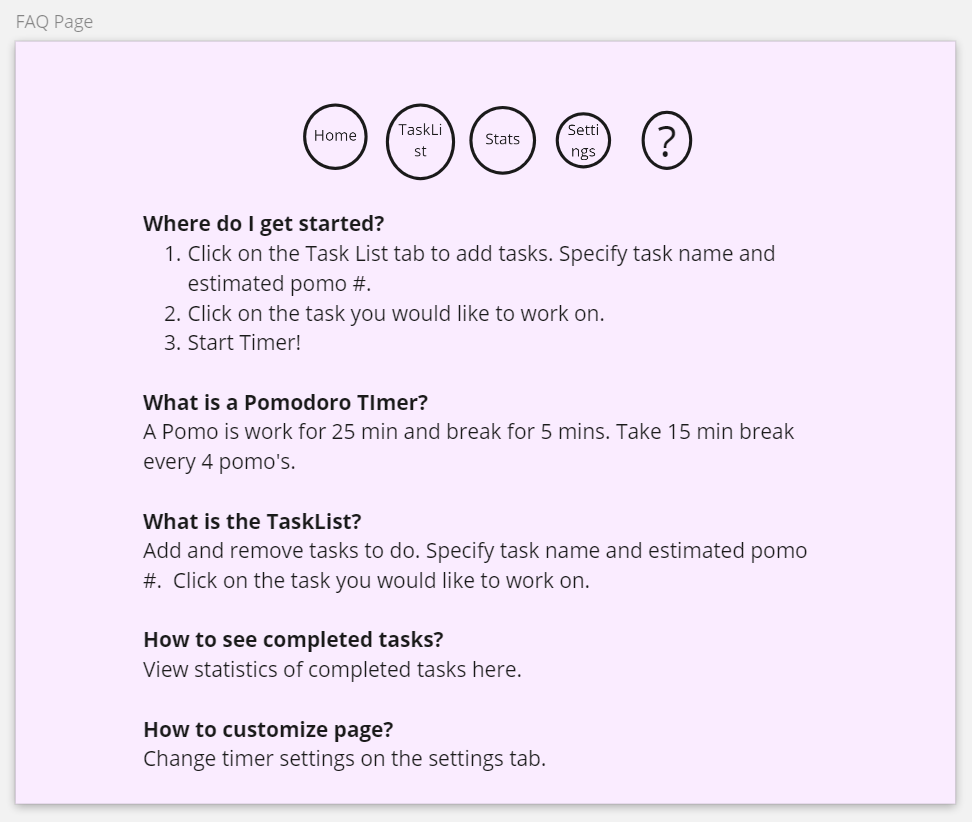 FAQ Page
Home
TaskLi
st
Stats
Setti
ngs
?
Where do I get started?
1. Click on the Task List tab to add tasks. Specify task name and
estimated pomo #.
2. Click on the task you would like to work on.
3. Start Timer!
What is a Pomodoro TImer?
A Pomo is work for 25 min and break for 5 mins. Take 15 min break
every 4 pomo's.
What is the TaskList?
Add and remove tasks to do. Specify task name and estimated pomo
#.  Click on the task you would like to work on.
How to see completed tasks?
View statistics of completed tasks here.
How to customize page?
Change timer settings on the settings tab.